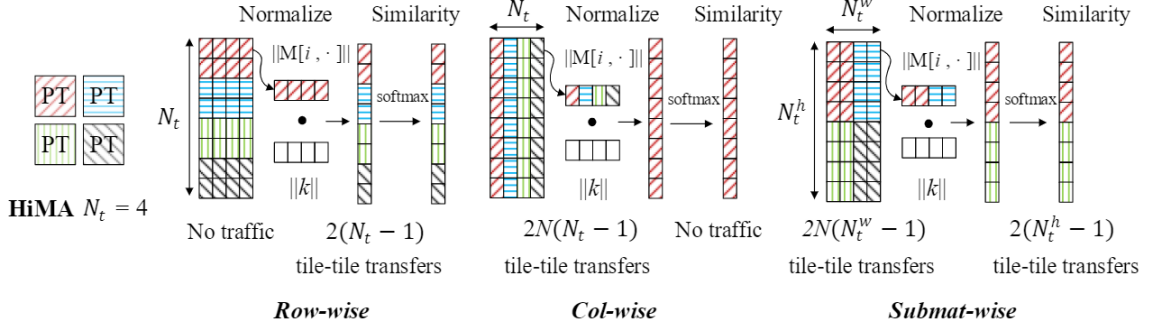 PT PT
PT PT
HiMA N_t = 4
Normalize Similarity
N_t
||M[i , ·]||
softmax
||k||
No traffic 2(N_t − 1)
tile-tile transfers
Row-wise
Normalize Similarity
N_t
||M[i , ·]||
softmax
||k||
2N(N_t − 1) No traffic
tile-tile transfers
Col-wise
N_t^w Normalize Similarity
||M[i , ·]||
N_t^h
softmax
||k||
2N(N_t^w − 1) 2(N_t^h − 1)
tile-tile transfers tile-tile transfers
Submat-wise